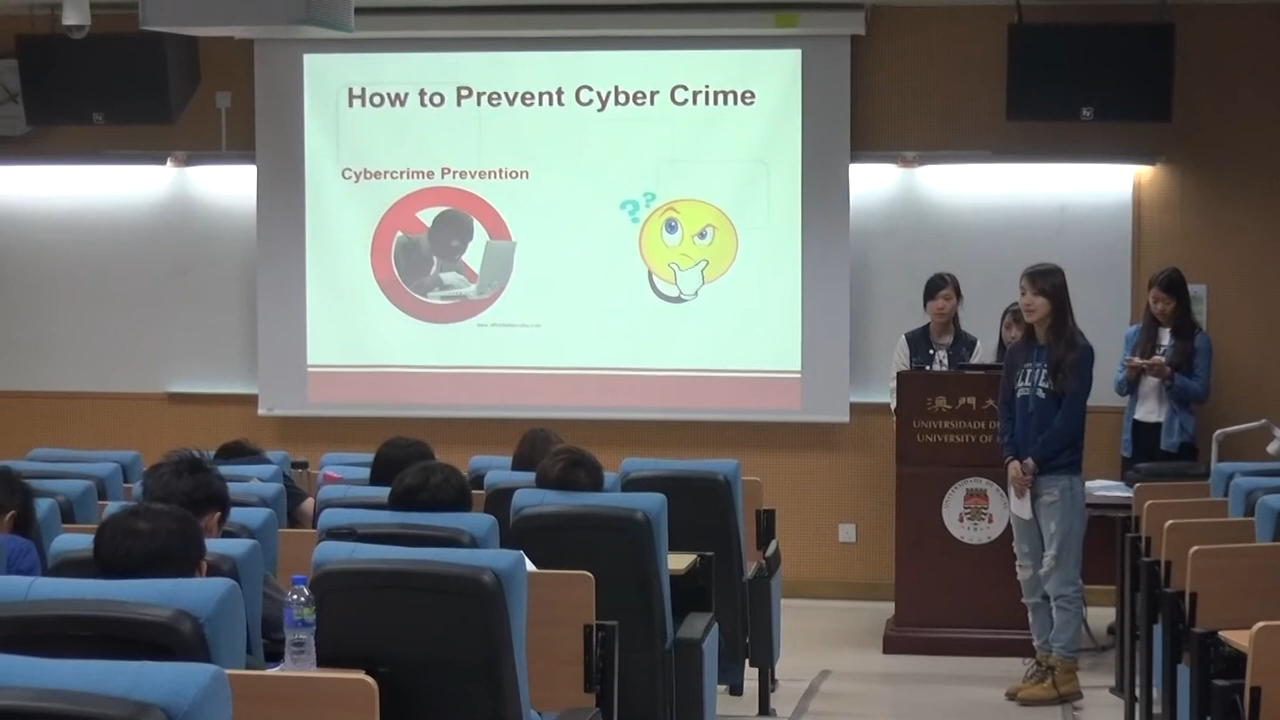 How to Prevent Cyber Crime
Cybercrime Prevention
? ?
澳門大
UNIVERSIDADE DE
UNIVERSITY OF